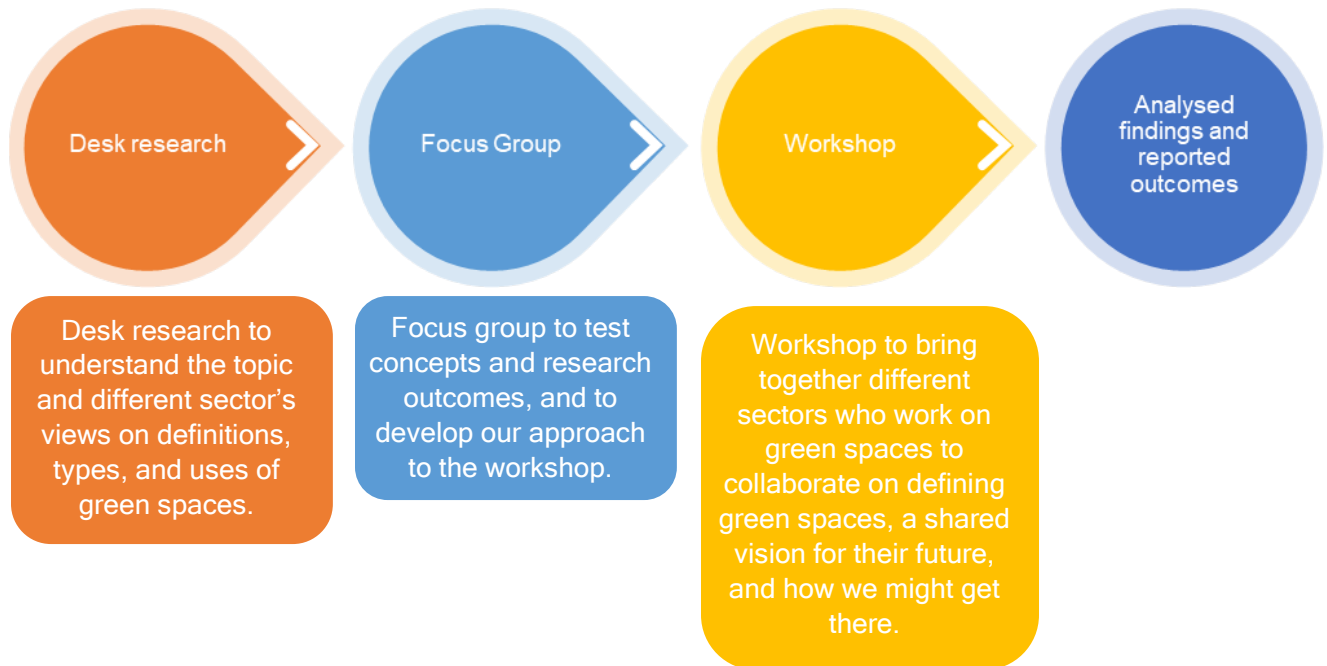 Desk research
Focus Group
Workshop
Analysed
findings and
reported
outcomes
Desk research to
understand the topic
and different sector's
views on definitions,
types, and uses of
green spaces.
Focus group to test
concepts and research
outcomes, and to
develop our approach
to the workshop.
Workshop to bring
together different
sectors who work on
green spaces to
collaborate on defining
green spaces, a shared
vision for their future,
and how we might get
there.